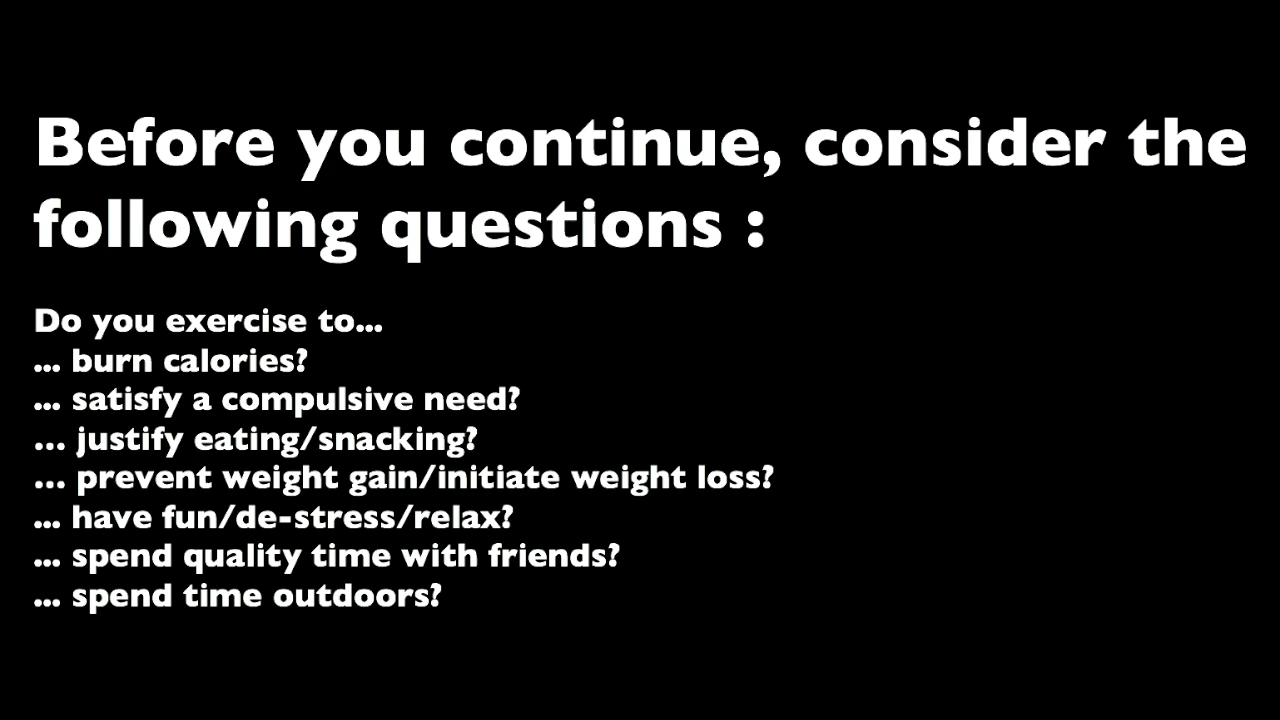 Before you continue, consider the
following questions :
Do you exercise to...
... burn calories?
... satisfy a compulsive need?
... justify eating/snacking?
... prevent weight gain/initiate weight loss?
... have fun/de-stress/relax?
... spend quality time with friends?
... spend time outdoors?